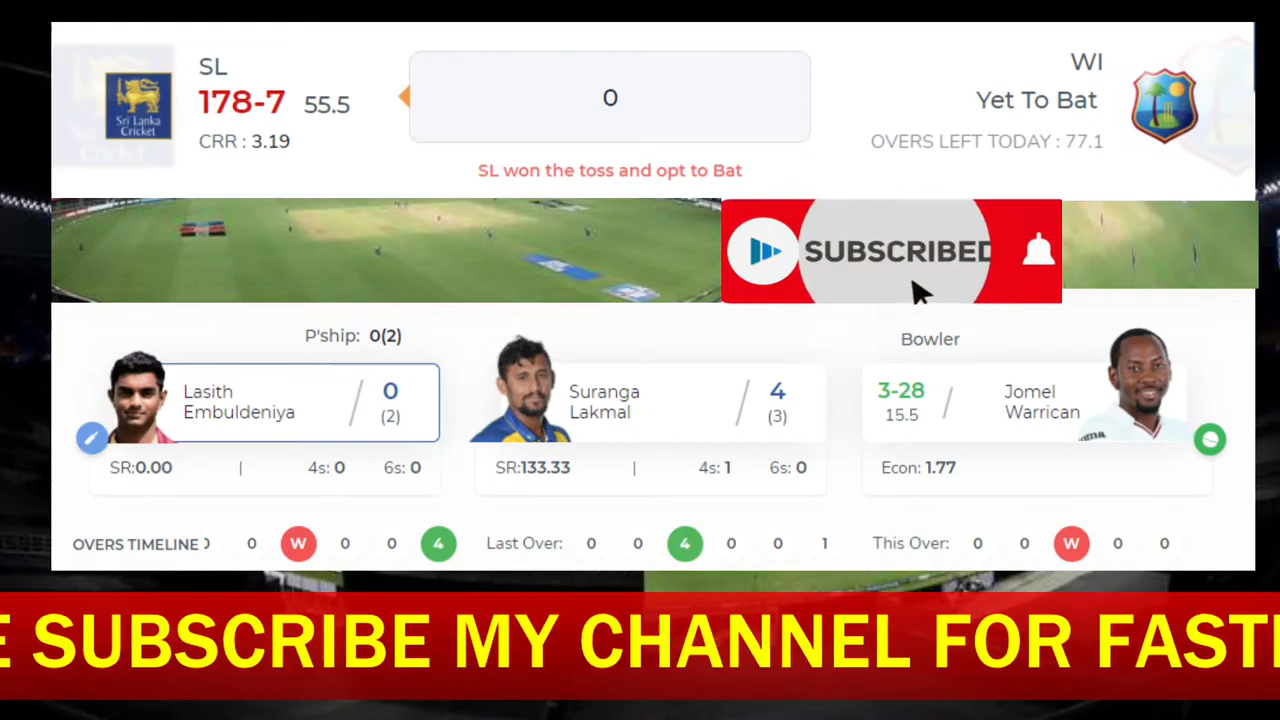 SL
178-7 55.5
CRR : 3.19
Sri Lanka
Cricket
0
SL won the toss and opt to Bat
WI
Yet To Bat
OVERS LEFT TODAY : 77.1
SUBSCRIBED
P'ship: 0(2)
Lasith
Embuldeniya
0
(2)
SR:0.00 | 4s: 0 6s: 0
Suranga
Lakmal
4
(3)
SR:133.33 | 4s: 1 6s: 0
Bowler
3-28
15.5
Jomel
Warrican
Econ: 1.77
OVERS TIMELINE 0 W 0 0 4 Last Over: 0 0 4 0 0 1 This Over: 0 0 W 0 0
E SUBSCRIBE MY CHANNEL FOR FAST